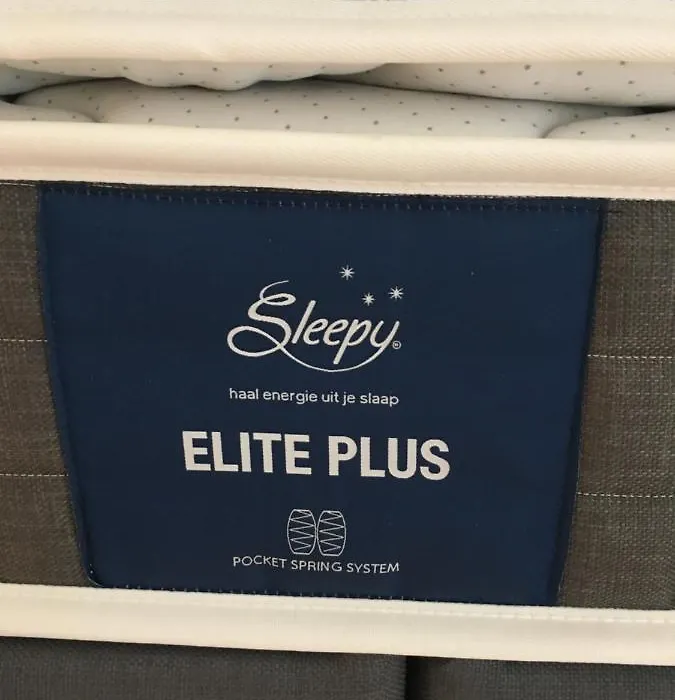 Sleepy®
haal energie uit je slaap
ELITE PLUS
POCKET SPRING SYSTEM